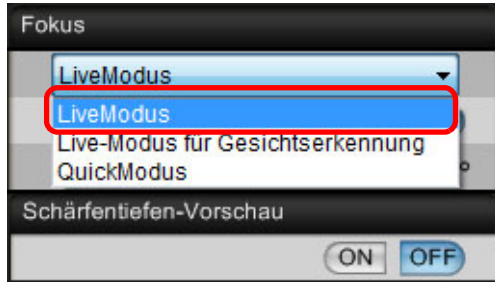 Fokus
LiveModus
LiveModus
Live-Modus für Gesichtserkennung
QuickModus
Schärfentiefen-Vorschau
ON OFF